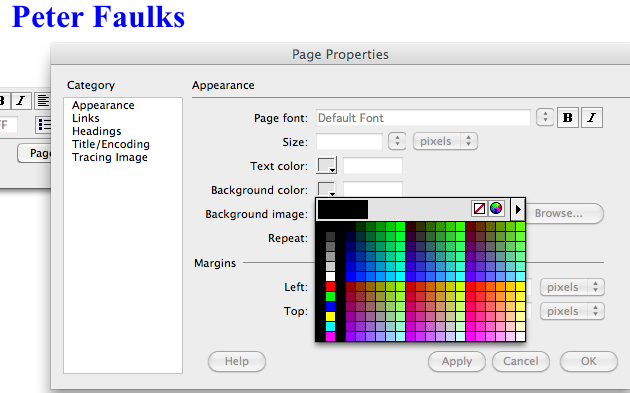 Peter Faulks
Page Properties
Category
Appearance
Links
Headings
Title/Encoding
Tracing Image
Appearance
Page font: Default Font B I
Size: pixels
Text color:
Background color:
Background image: Browse...
Repeat:
Margins
Left: pixels
Top: pixels
Help Apply Cancel OK
B I
FF
Page